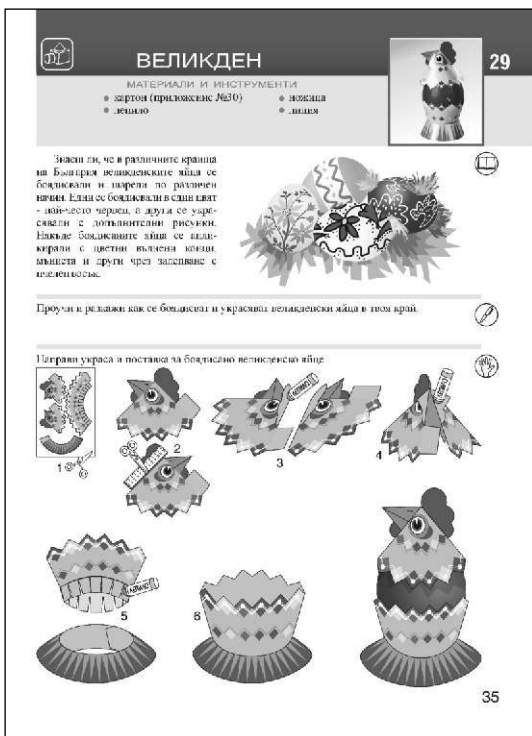 ВЕЛИКДЕН
29
МАТЕРИАЛИ И ИНСТРУМЕНТИ
• картон (приложение №30)
• лепило
• ножица
• линия
Знаеш ли, че в различните краища
на България великденските яйца се
боядисвали и шарели по различен
начин. Едни се боядисвали в един цвят
- най-често червен, а други се укра-
сявали с допълнителни рисунки.
Някъде боядисаните яйца се апли-
кирали с цветни вълнени конци,
мъниста и други чрез залепване с
пчелен восък.
Проучи и разкажи как се боядисват и украсяват великденски яйца в твоя край.
Направи украса и поставка за боядисано великденско яйце
1
2
ЛЕПИЛО
3
ЛЕПИЛО
4
ЛЕПИЛО
5
6
35